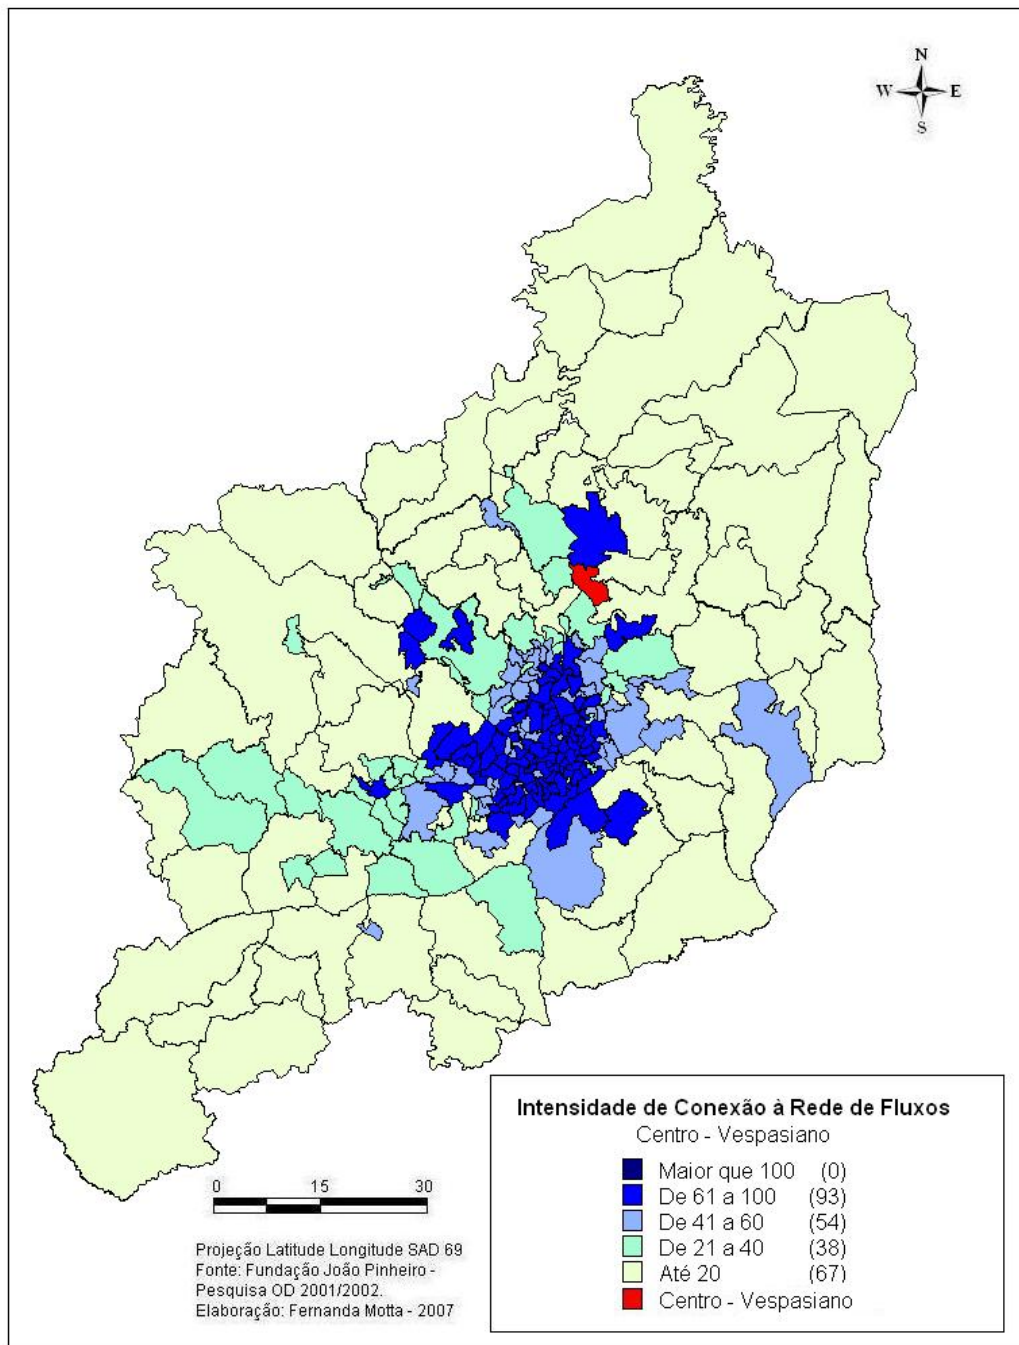 N
W E
S
Intensidade de Conexão à Rede de Fluxos
Centro - Vespasiano
Maior que 100 (0)
De 61 a 100 (93)
De 41 a 60 (54)
De 21 a 40 (38)
Até 20 (67)
Centro - Vespasiano
0 15 30
Projeção Latitude Longitude SAD 69
Fonte: Fundação João Pinheiro -
Pesquisa OD 2001/2002.
Elaboração: Fernanda Motta - 2007